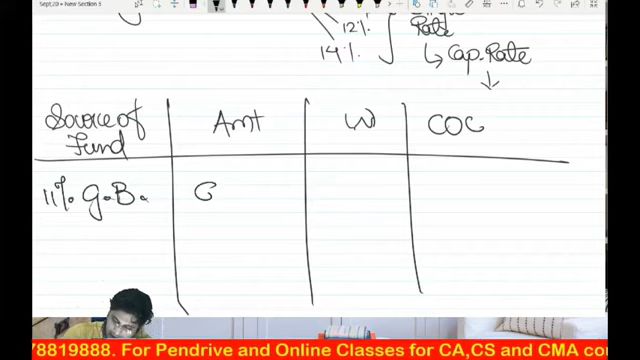 Sept,20 » New Section 3
Rate
12%
14%
↳ Cap. Rate
↓
Source of Fund Amt W COC
11% G.B.
78819888. For Pendrive and Online Classes for CA,CS and CMA cou